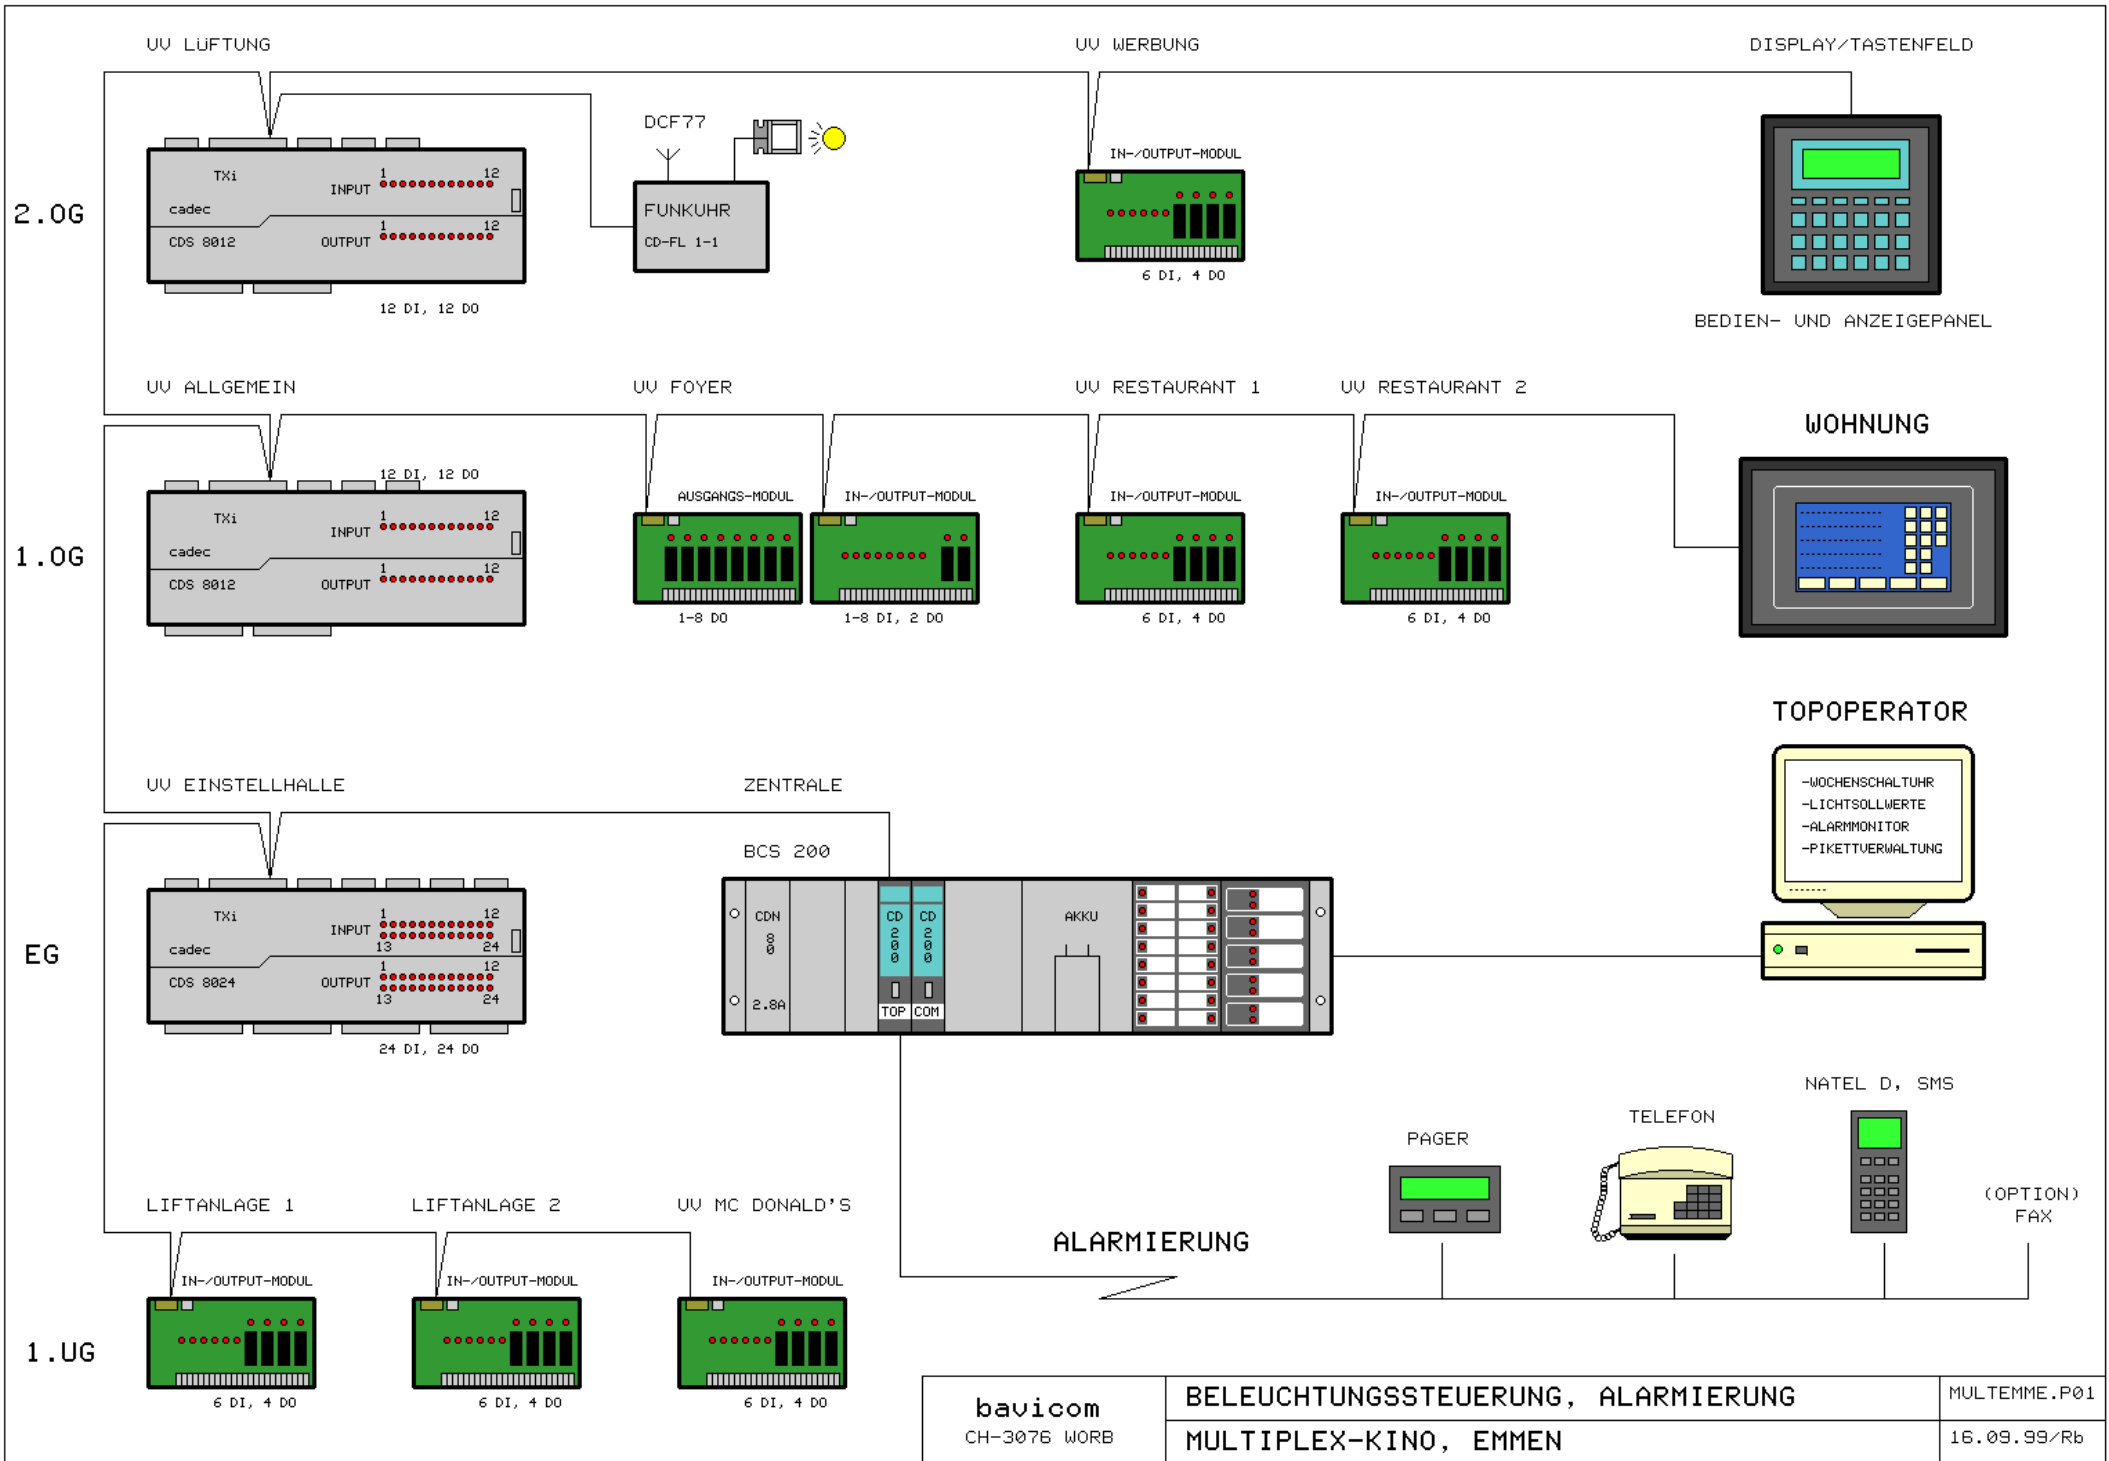 UV LÜFTUNG
UV WERBUNG
DISPLAY/TASTENFELD
2.OG
TXi
cadec
CDS 8012
INPUT
1 12
OUTPUT
1 12
12 DI, 12 DO
DCF77
FUNKUHR
CD-FL 1-1
IN-/OUTPUT-MODUL
6 DI, 4 DO
BEDIEN- UND ANZEIGEPANEL
UV ALLGEMEIN
UV FOYER
UV RESTAURANT 1
UV RESTAURANT 2
WOHNUNG
1.OG
12 DI, 12 DO
TXi
cadec
CDS 8012
INPUT
1 12
OUTPUT
1 12
AUSGANGS-MODUL
1-8 DO
IN-/OUTPUT-MODUL
1-8 DI, 2 DO
IN-/OUTPUT-MODUL
6 DI, 4 DO
IN-/OUTPUT-MODUL
6 DI, 4 DO
TOPOPERATOR
-WOCHENSCHALTUHR
-LICHTSOLLWERTE
-ALARMMONITOR
-PIKETTVERWALTUNG
UV EINSTELLHALLE
ZENTRALE
BCS 200
EG
TXi
cadec
CDS 8024
INPUT
1 12
13 24
OUTPUT
1 12
13 24
24 DI, 24 DO
CDN
80
2.8A
CD
200
TOP
CD
200
COM
AKKU
NATEL D, SMS
TELEFON
PAGER
(OPTION)
FAX
ALARMIERUNG
LIFTANLAGE 1
LIFTANLAGE 2
UV MC DONALD'S
1.UG
IN-/OUTPUT-MODUL
6 DI, 4 DO
IN-/OUTPUT-MODUL
6 DI, 4 DO
IN-/OUTPUT-MODUL
6 DI, 4 DO
bavicom
CH-3076 WORB
BELEUCHTUNGSSTEUERUNG, ALARMIERUNG
MULTIPLEX-KINO, EMMEN
MULTEMME.P01
16.09.99/Rb